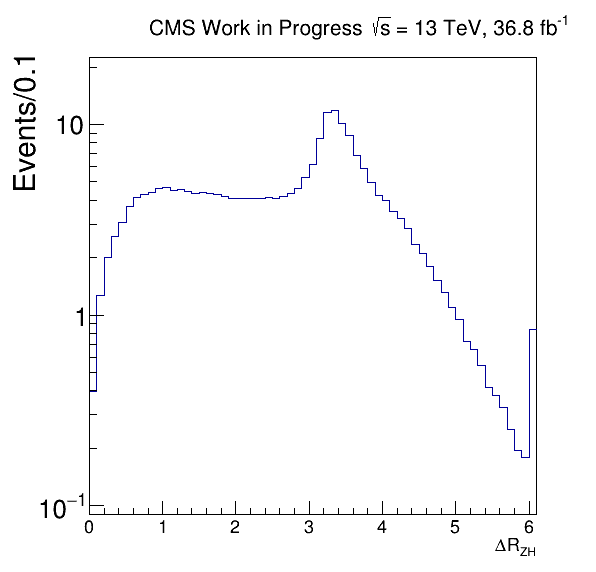 CMS Work in Progress √s = 13 TeV, 36.8 fb⁻¹
Events/0.1
10
1
10⁻¹
0 1 2 3 4 5 6
ΔR_ZH